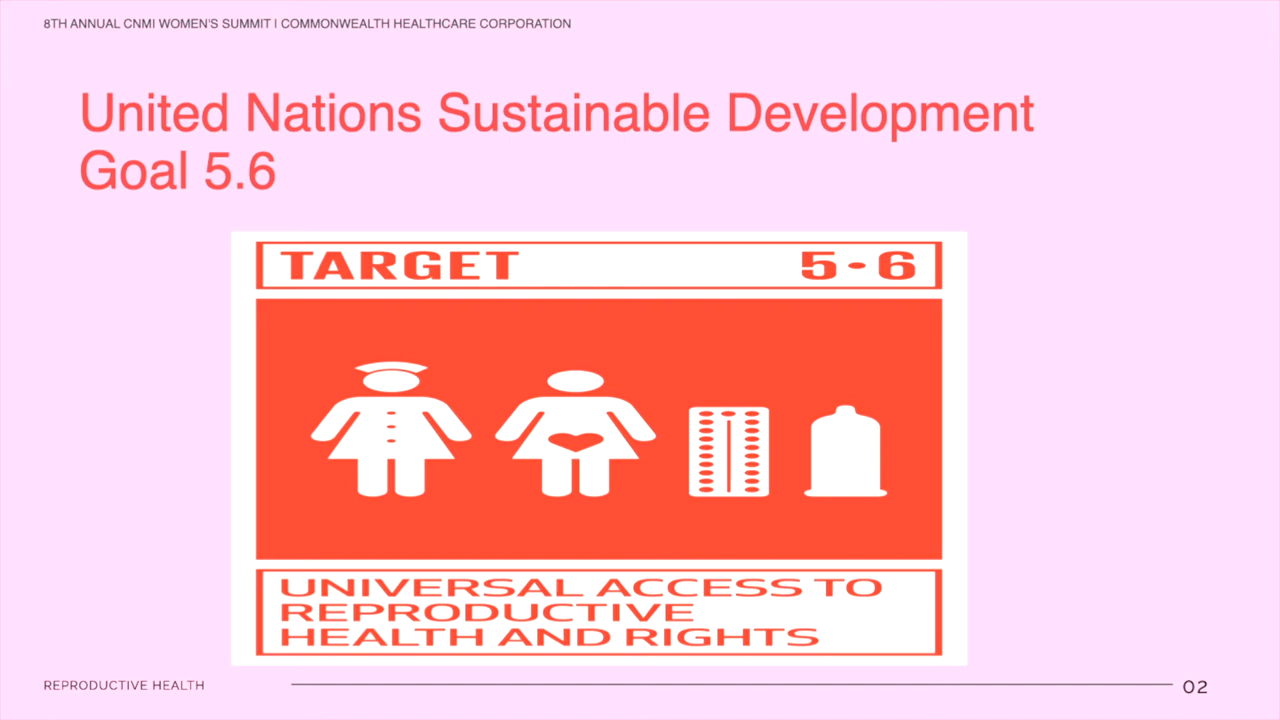 8TH ANNUAL CNMI WOMEN'S SUMMIT | COMMONWEALTH HEALTHCARE CORPORATION
United Nations Sustainable Development
Goal 5.6
TARGET 5·6
UNIVERSAL ACCESS TO
REPRODUCTIVE
HEALTH AND RIGHTS
REPRODUCTIVE HEALTH 02